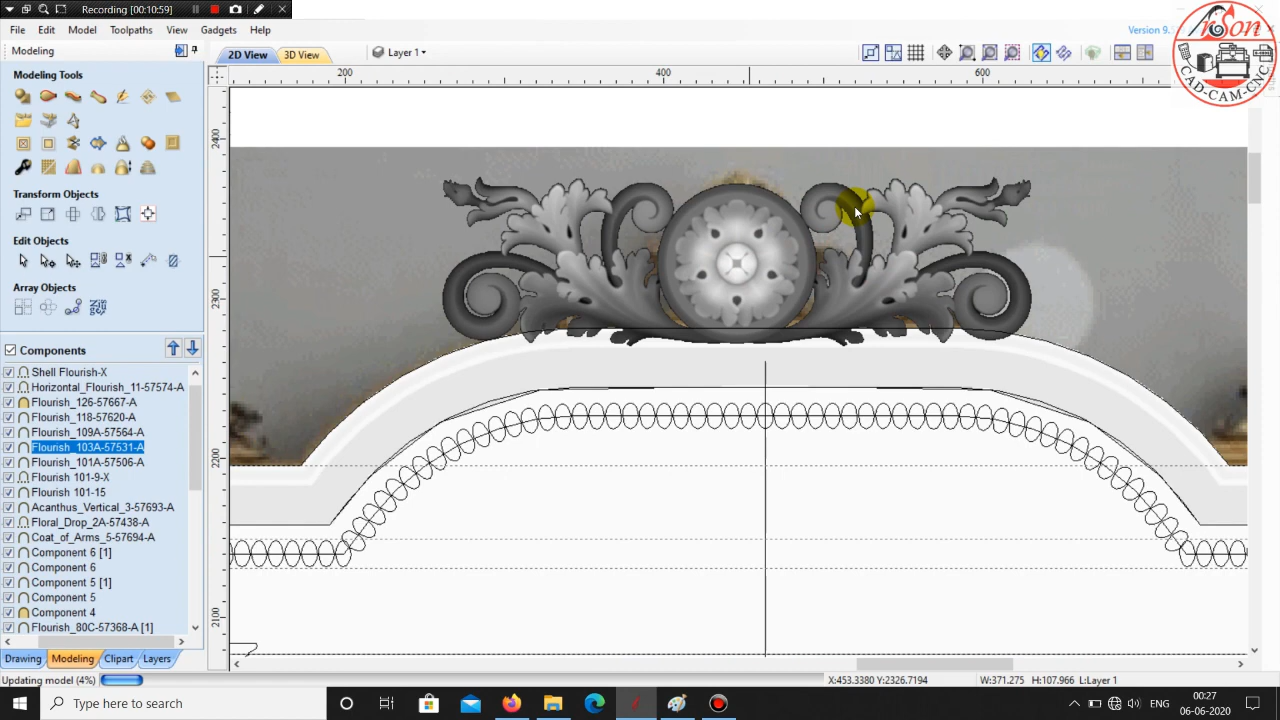 Recording [00:10:59]
File Edit Model Toolpaths View Gadgets Help
Version 9.
Modeling
2D View
3D View
Layer 1
ArSon
CAD-CAM-CNC
Modeling Tools
200
400
600
2400
2300
2200
2100
Transform Objects
Edit Objects
Array Objects
Components
Shell Flourish-X
Horizontal_Flourish_11-57574-A
Flourish_126-57667-A
Flourish_118-57620-A
Flourish_109A-57564-A
Flourish_103A-57531-A
Flourish_101A-57506-A
Flourish 101-9-X
Flourish 101-15
Acanthus_Vertical_3-57693-A
Floral_Drop_2A-57438-A
Coat_of_Arms_5-57694-A
Component 6 [1]
Component 6
Component 5 [1]
Component 5
Component 4
Flourish_80C-57368-A [1]
Drawing Modeling Clipart Layers
Updating model (4%)
X:453.3380 Y:2326.7194
W:371.275 H:107.966 L:Layer 1
Type here to search
ENG
00:27
06-06-2020